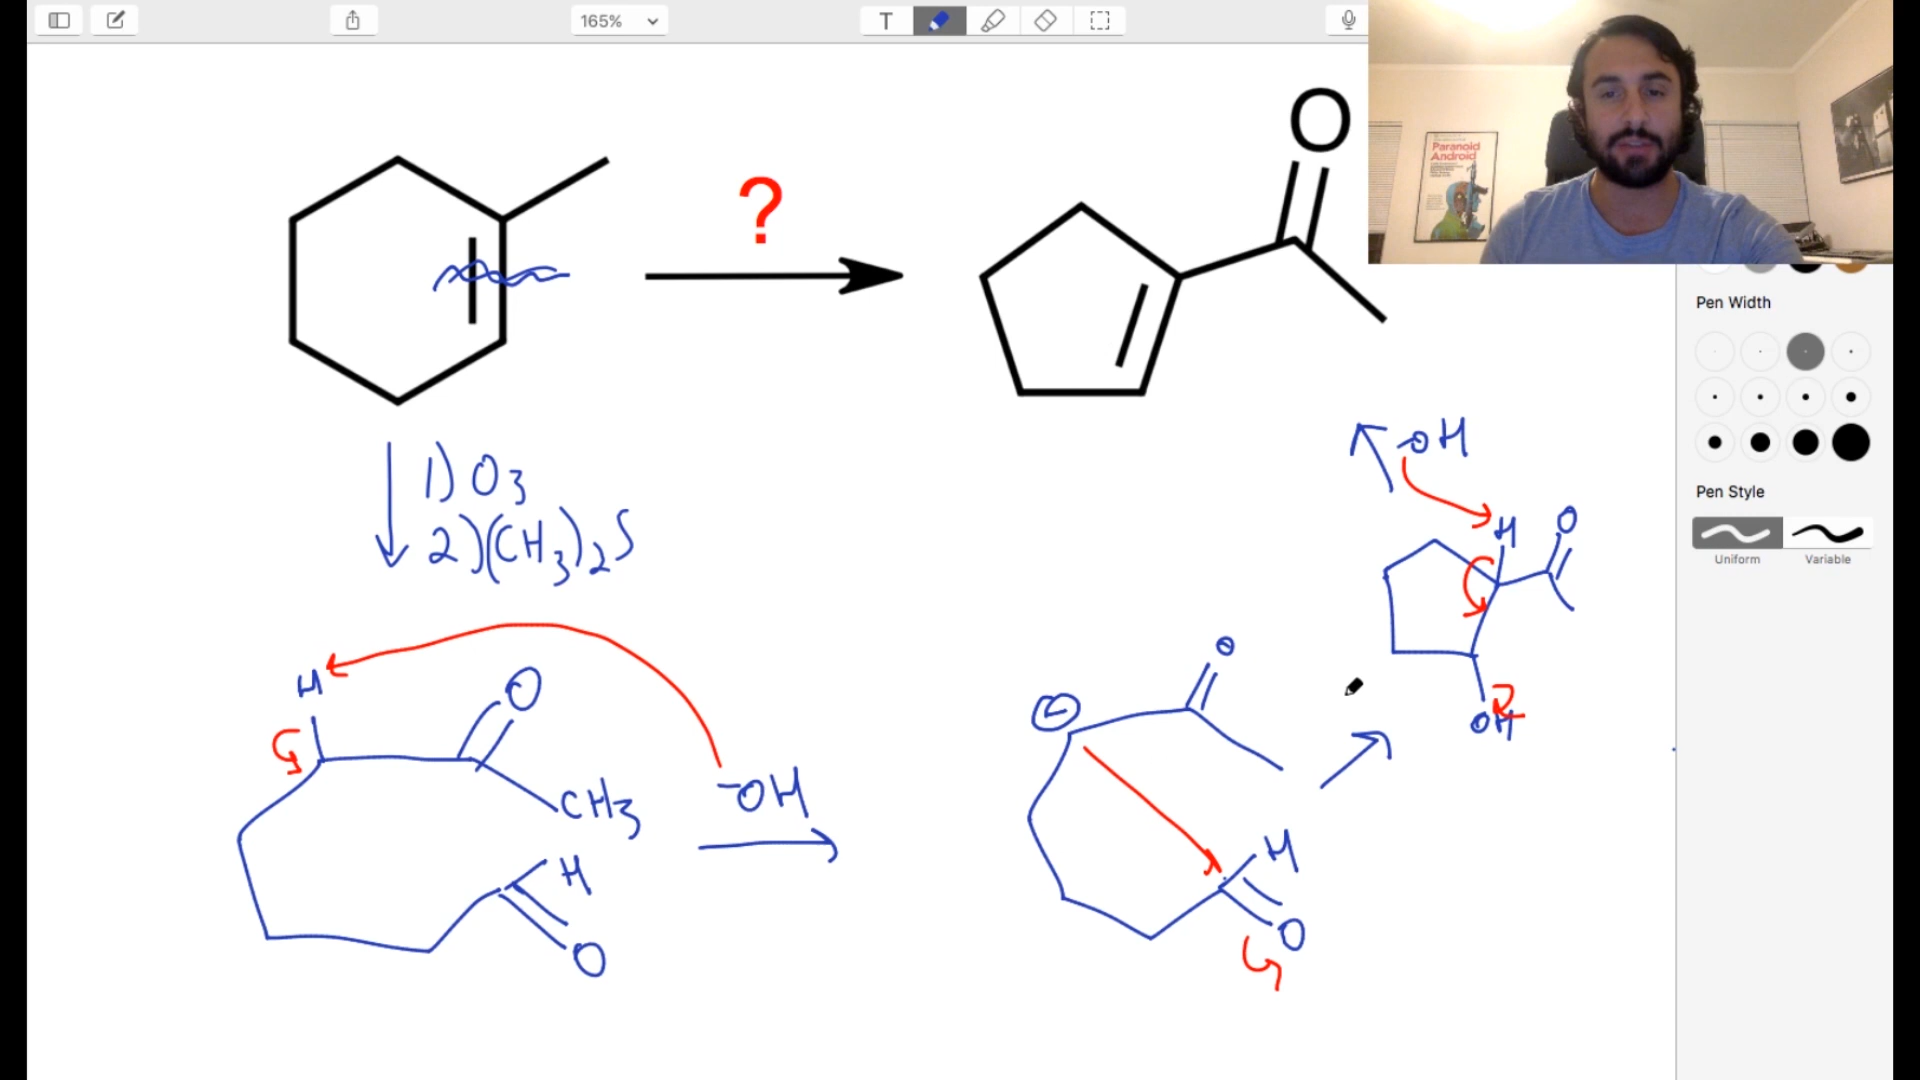 165%
T
Paranoid
Android
O
?
Pen Width
Pen Style
Uniform
Variable
1) O3
2) (CH3)2S
-OH
H
O
OH
H
O
CH3
H
O
-OH
⊖
O
H
O